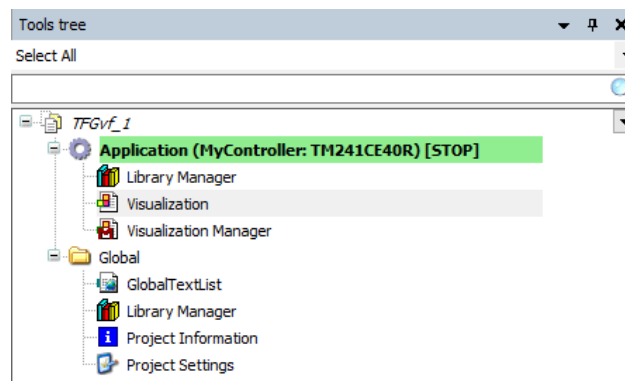 Tools tree
Select All
TFGvf_1
Application (MyController: TM241CE40R) [STOP]
Library Manager
Visualization
Visualization Manager
Global
GlobalTextList
Library Manager
Project Information
Project Settings